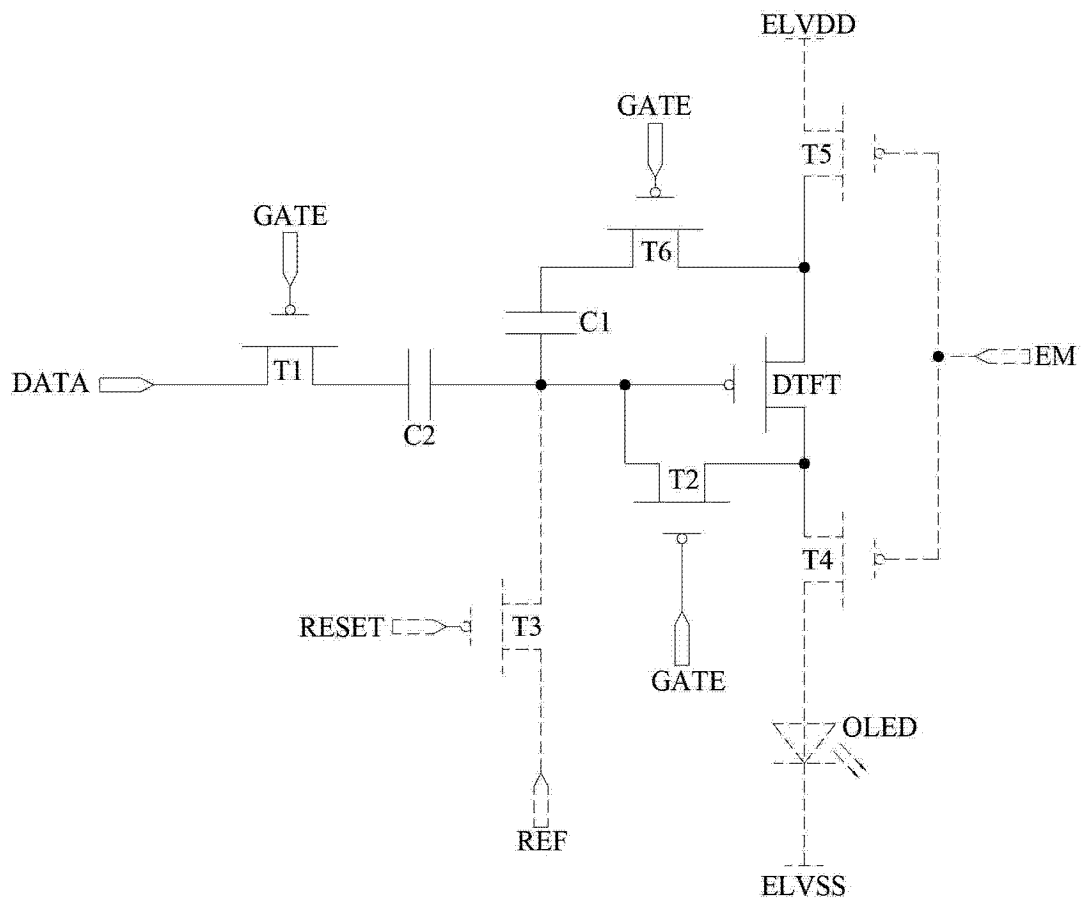 ELVDD
GATE
T5
GATE
T6
C1
T1
DATA
DTFT
EM
C2
T2
T4
RESET
T3
GATE
OLED
REF
ELVSS